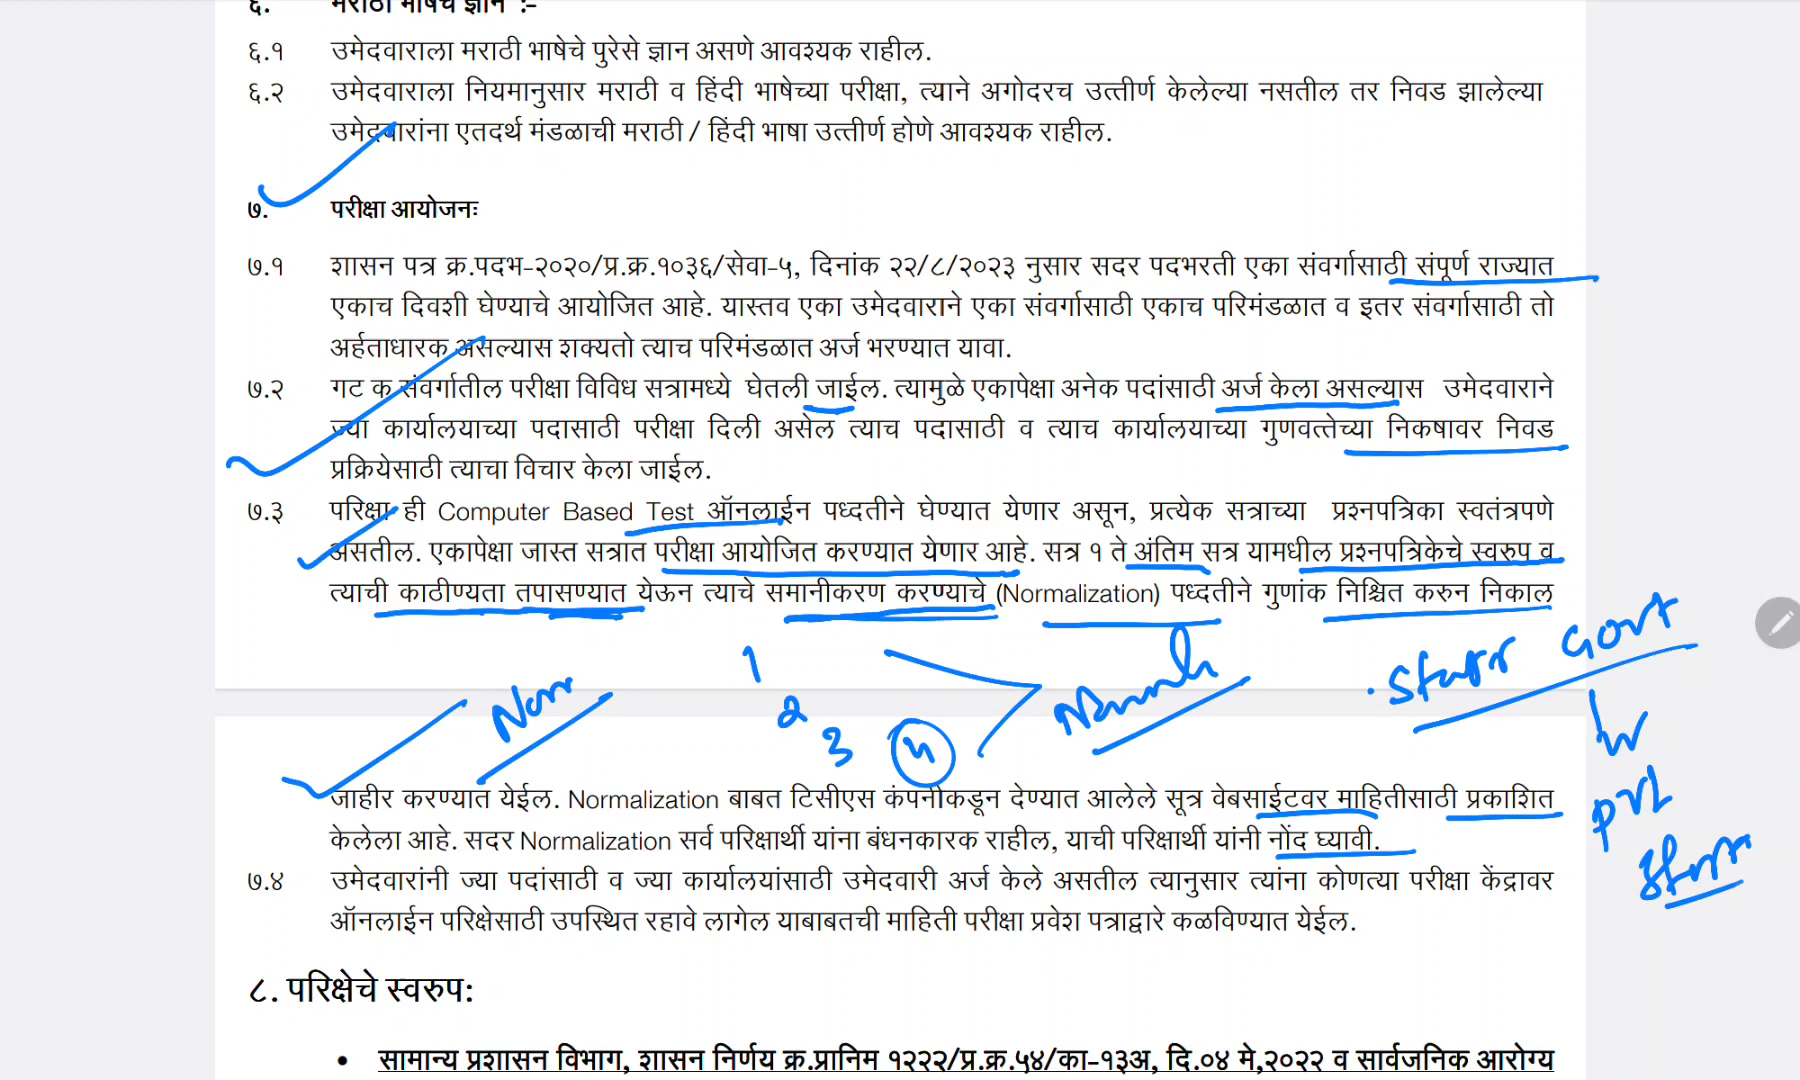 ६. मराठी भाषेचे ज्ञान :-
६.१ उमेदवाराला मराठी भाषेचे पुरेसे ज्ञान असणे आवश्यक राहील.
६.२ उमेदवाराला नियमानुसार मराठी व हिंदी भाषेच्या परीक्षा, त्याने अगोदरच उत्तीर्ण केलेल्या नसतील तर निवड झालेल्या
उमेदवारांना एतदर्थ मंडळाची मराठी / हिंदी भाषा उत्तीर्ण होणे आवश्यक राहील.
७. परीक्षा आयोजनः
७.१ शासन पत्र क्र.पदभ-२०२०/प्र.क्र.१०३६/सेवा-५, दिनांक २२/८/२०२३ नुसार सदर पदभरती एका संवर्गासाठी संपूर्ण राज्यात
एकाच दिवशी घेण्याचे आयोजित आहे. यास्तव एका उमेदवाराने एका संवर्गासाठी एकाच परिमंडळात व इतर संवर्गासाठी तो
अर्हताधारक असल्यास शक्यतो त्याच परिमंडळात अर्ज भरण्यात यावा.
७.२ गट क संवर्गातील परीक्षा विविध सत्रामध्ये घेतली जाईल. त्यामुळे एकापेक्षा अनेक पदांसाठी अर्ज केला असल्यास उमेदवाराने
ज्या कार्यालयाच्या पदासाठी परीक्षा दिली असेल त्याच पदासाठी व त्याच कार्यालयाच्या गुणवत्तेच्या निकषावर निवड
प्रक्रियेसाठी त्याचा विचार केला जाईल.
७.३ परिक्षा ही Computer Based Test ऑनलाईन पध्दतीने घेण्यात येणार असून, प्रत्येक सत्राच्या प्रश्नपत्रिका स्वतंत्रपणे
असतील. एकापेक्षा जास्त सत्रात परीक्षा आयोजित करण्यात येणार आहे. सत्र १ ते अंतिम सत्र यामधील प्रश्नपत्रिकेचे स्वरुप व
त्याची काठीण्यता तपासण्यात येऊन त्याचे समानीकरण करण्याचे (Normalization) पध्दतीने गुणांक निश्चित करुन निकाल
1
2
3
Govt
जाहीर करण्यात येईल. Normalization बाबत टिसीएस कंपनीकडून देण्यात आलेले सूत्र वेबसाईटवर माहितीसाठी प्रकाशित
केलेला आहे. सदर Normalization सर्व परिक्षार्थी यांना बंधनकारक राहील, याची परिक्षार्थी यांनी नोंद घ्यावी.
७.४ उमेदवारांनी ज्या पदांसाठी व ज्या कार्यालयांसाठी उमेदवारी अर्ज केले असतील त्यानुसार त्यांना कोणत्या परीक्षा केंद्रावर
ऑनलाईन परिक्षेसाठी उपस्थित रहावे लागेल याबाबतची माहिती परीक्षा प्रवेश पत्राद्वारे कळविण्यात येईल.
८. परिक्षेचे स्वरुप:
• सामान्य प्रशासन विभाग, शासन निर्णय क्र.प्रानिम १२२२/प्र.क्र.५४/का-१३अ, दि.०४ मे,२०२२ व सार्वजनिक आरोग्य